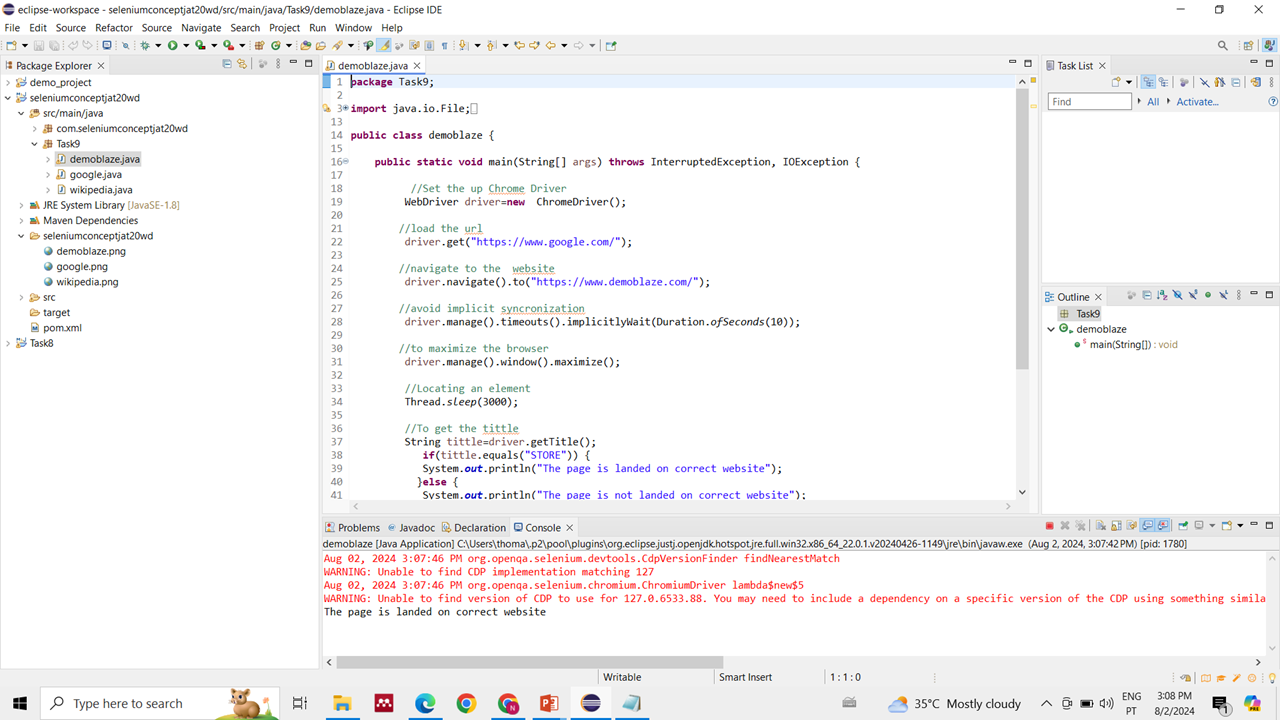 eclipse-workspace - seleniumconceptjat20wd/src/main/java/Task9/demoblaze.java - Eclipse IDE
File Edit Source Refactor Source Navigate Search Project Run Window Help
Package Explorer
demo_project
seleniumconceptjat20wd
src/main/java
com.seleniumconceptjat20wd
Task9
demoblaze.java
google.java
wikipedia.java
JRE System Library [JavaSE-1.8]
Maven Dependencies
seleniumconceptjat20wd
demoblaze.png
google.png
wikipedia.png
src
target
pom.xml
Task8
demoblaze.java
1 package Task9;
2
3 import java.io.File;
13
14 public class demoblaze {
15
16 public static void main(String[] args) throws InterruptedException, IOException {
17
18 //Set the up Chrome Driver
19 WebDriver driver=new ChromeDriver();
20
21 //load the url
22 driver.get("https://www.google.com/");
23
24 //navigate to the website
25 driver.navigate().to("https://www.demoblaze.com/");
26
27 //avoid implicit syncronization
28 driver.manage().timeouts().implicitlyWait(Duration.ofSeconds(10));
29
30 //to maximize the browser
31 driver.manage().window().maximize();
32
33 //Locating an element
34 Thread.sleep(3000);
35
36 //To get the tittle
37 String tittle=driver.getTitle();
38 if(tittle.equals("STORE")) {
39 System.out.println("The page is landed on correct website");
40 }else {
41 System.out.println("The page is not landed on correct website");
Task List
Find All Activate...
Outline
Task9
demoblaze
main(String[]) : void
Problems Javadoc Declaration Console
demoblaze [Java Application] C:\Users\thoma\.p2\pool\plugins\org.eclipse.justj.openjdk.hotspot.jre.full.win32.x86_64_22.0.1.v20240426-1149\jre\bin\javaw.exe (Aug 2, 2024, 3:07:42 PM) [pid: 1780]
Aug 02, 2024 3:07:46 PM org.openqa.selenium.devtools.CdpVersionFinder findNearestMatch
WARNING: Unable to find CDP implementation matching 127
Aug 02, 2024 3:07:46 PM org.openqa.selenium.chromium.ChromiumDriver lambda$new$5
WARNING: Unable to find version of CDP to use for 127.0.6533.88. You may need to include a dependency on a specific version of the CDP using something simila
The page is landed on correct website
Writable Smart Insert 1 : 1 : 0
Type here to search
35°C Mostly cloudy
ENG
PT
3:08 PM
8/2/2024
1